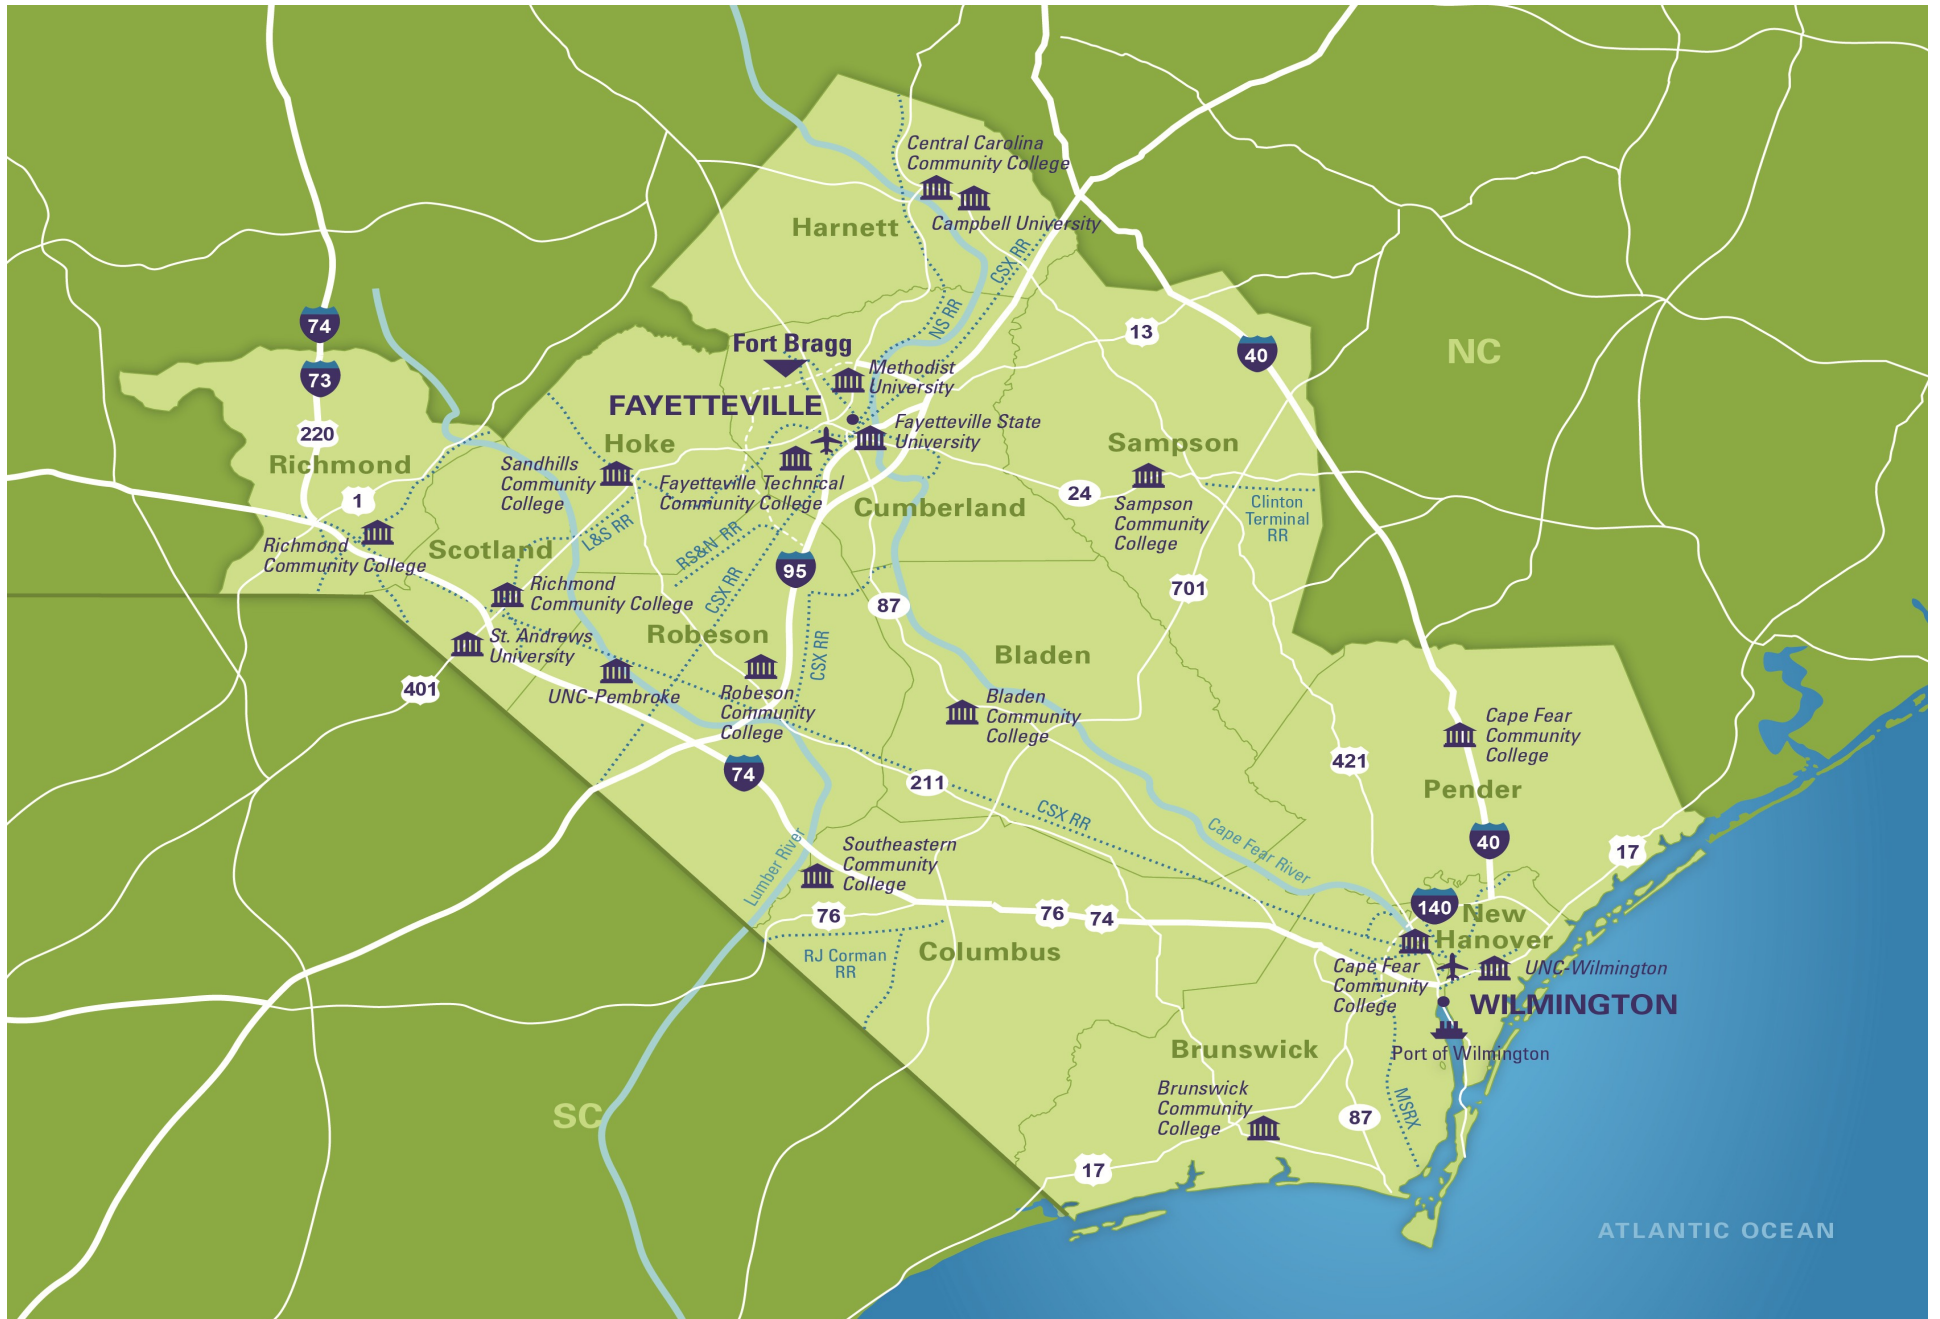 Central Carolina
Community College
Campbell University
Harnett
CSX RR
NS RR
74
73
220
Richmond
1
Richmond
Community College
Fort Bragg
Methodist
University
FAYETTEVILLE
Fayetteville State
University
13
40
NC
Hoke
Sandhills
Community
College
Fayetteville Technical
Community College
Cumberland
Sampson
24
Sampson
Community
College
Clinton
Terminal
RR
701
Scotland
L&S RR
RS&N RR
CSX RR
95
87
Richmond
Community College
St. Andrews
University
401
Robeson
CSX RR
UNC-Pembroke
Robeson
Community
College
Bladen
Bladen
Community
College
74
211
421
Cape Fear
Community
College
Pender
40
17
CSX RR
Cape Fear River
Lumber River
Southeastern
Community
College
76
76
74
Columbus
RJ Corman
RR
140
New
Hanover
Cape Fear
Community
College
UNC-Wilmington
WILMINGTON
Port of Wilmington
Brunswick
Brunswick
Community
College
87
MSRX
17
SC
ATLANTIC OCEAN